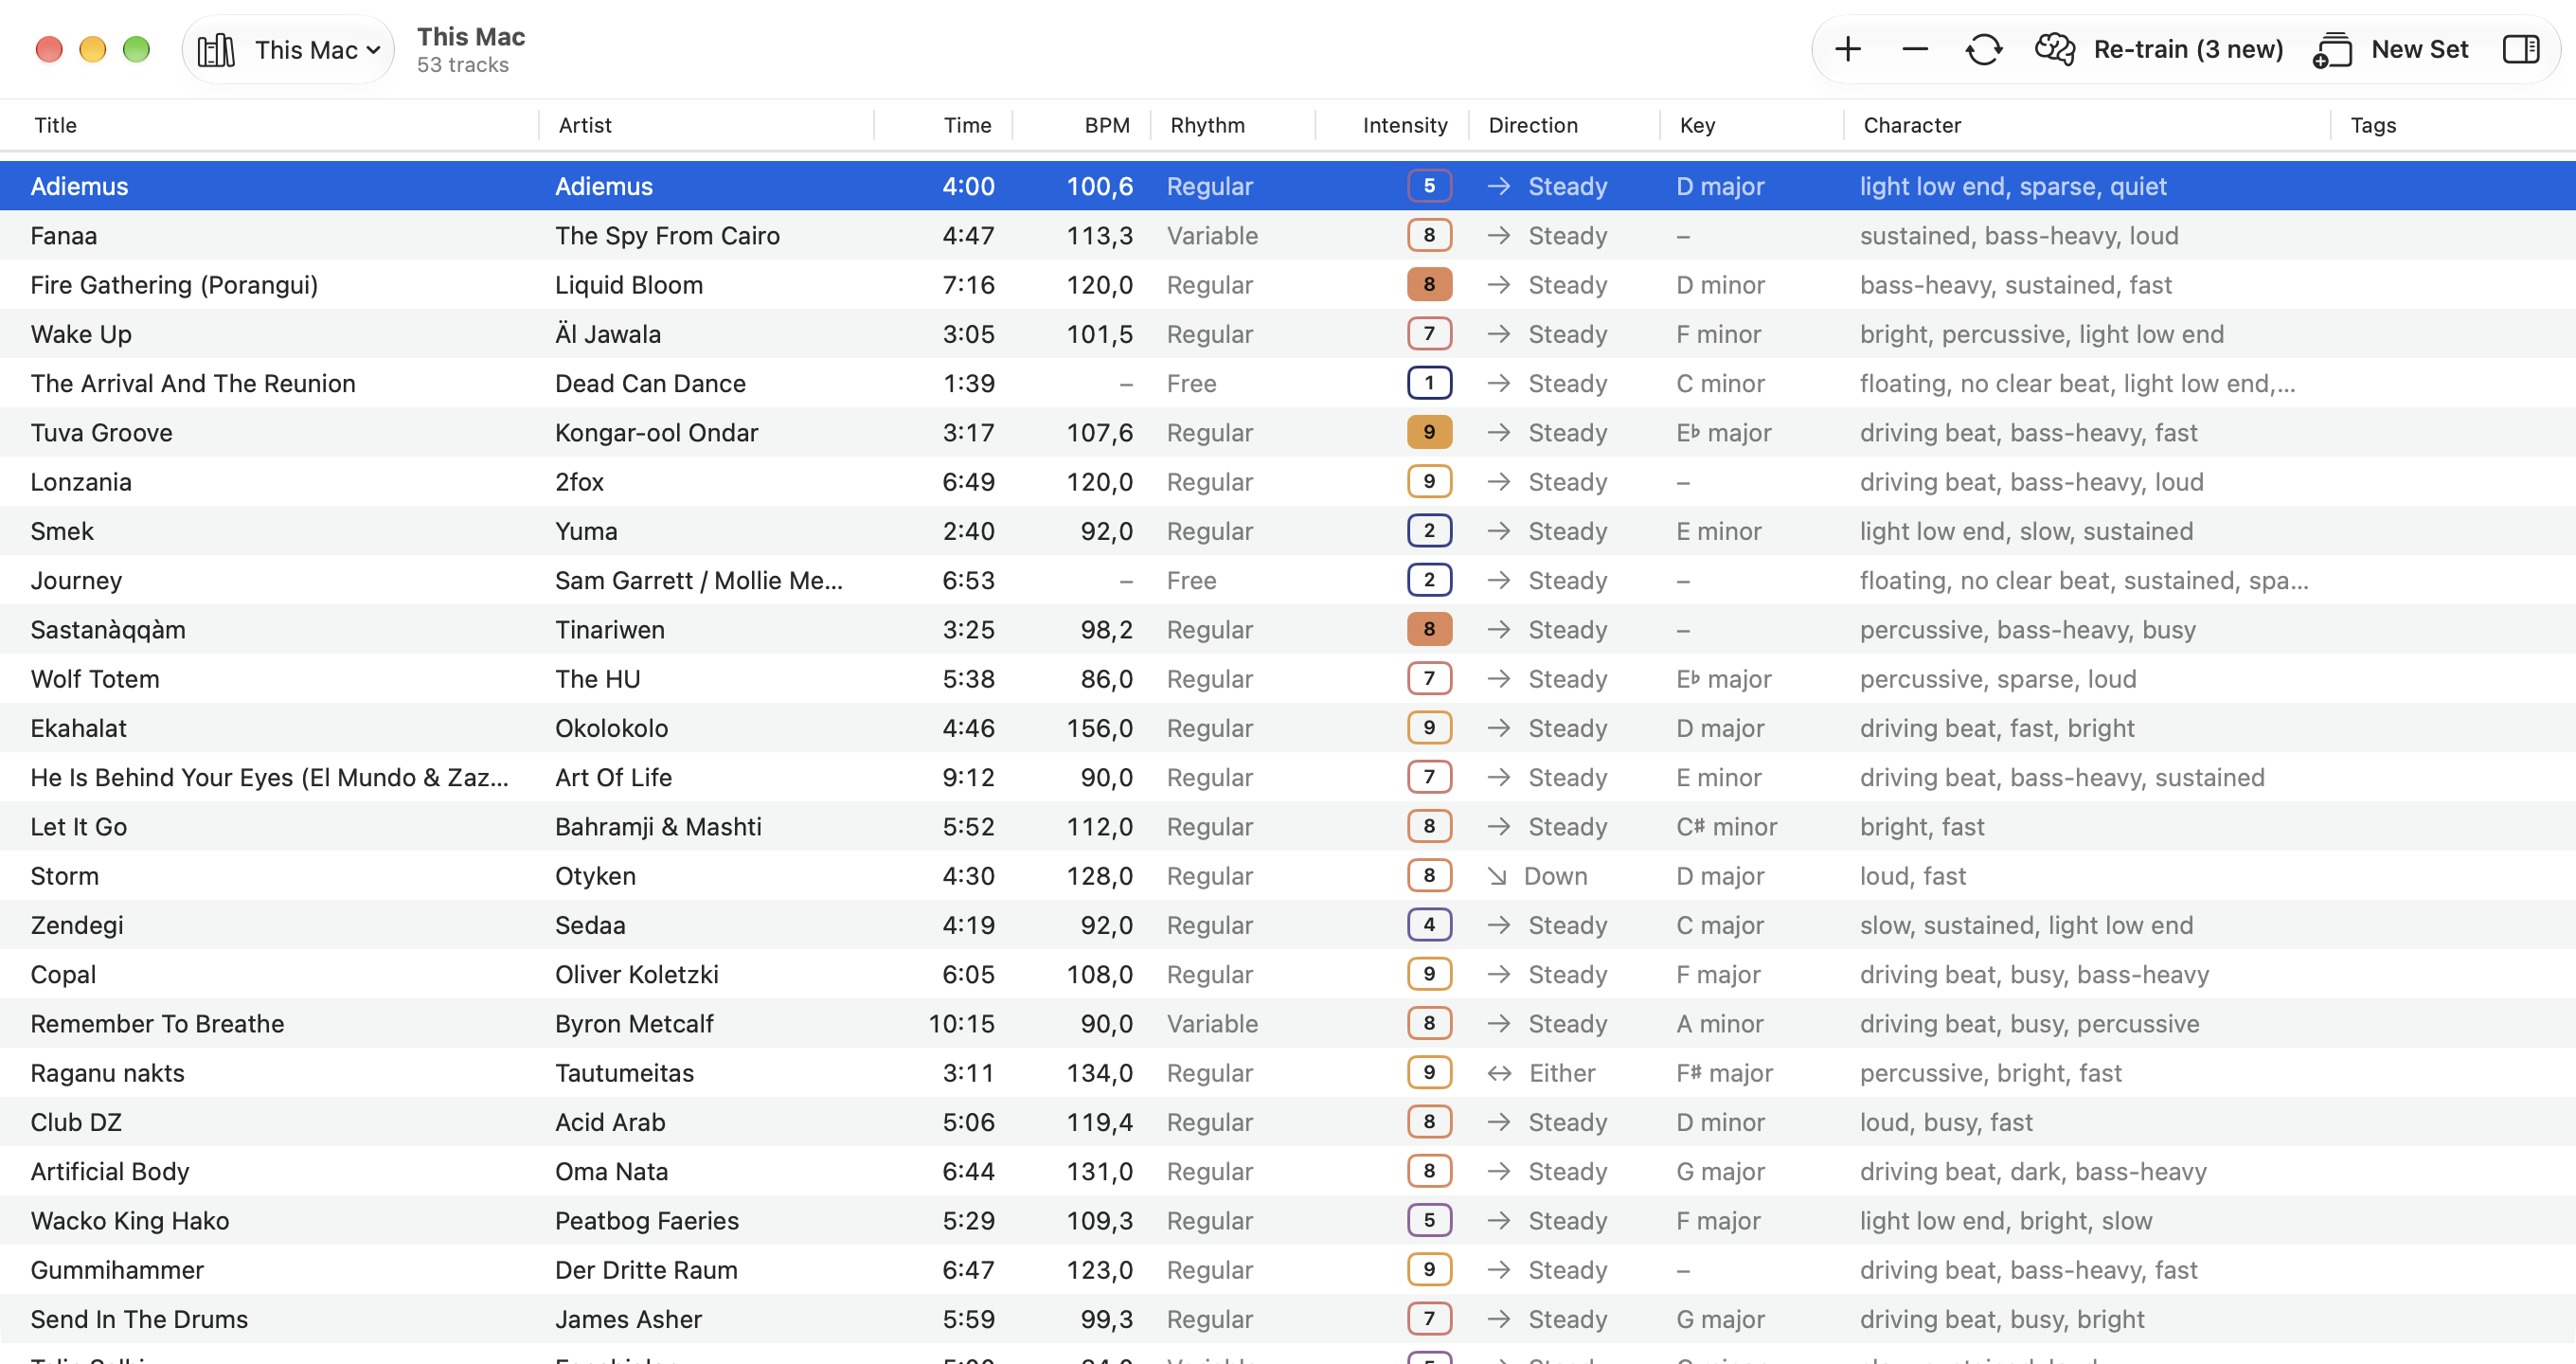 This Mac
This Mac
53 tracks
Re-train (3 new)
New Set
Title Artist Time BPM Rhythm Intensity Direction Key Character Tags
Adiemus Adiemus 4:00 100,6 Regular 5 → Steady D major light low end, sparse, quiet
Fanaa The Spy From Cairo 4:47 113,3 Variable 8 → Steady – sustained, bass-heavy, loud
Fire Gathering (Porangui) Liquid Bloom 7:16 120,0 Regular 8 → Steady D minor bass-heavy, sustained, fast
Wake Up Äl Jawala 3:05 101,5 Regular 7 → Steady F minor bright, percussive, light low end
The Arrival And The Reunion Dead Can Dance 1:39 – Free 1 → Steady C minor floating, no clear beat, light low end,...
Tuva Groove Kongar-ool Ondar 3:17 107,6 Regular 9 → Steady E♭ major driving beat, bass-heavy, fast
Lonzania 2fox 6:49 120,0 Regular 9 → Steady – driving beat, bass-heavy, loud
Smek Yuma 2:40 92,0 Regular 2 → Steady E minor light low end, slow, sustained
Journey Sam Garrett / Mollie Me... 6:53 – Free 2 → Steady – floating, no clear beat, sustained, spa...
Sastanàqqàm Tinariwen 3:25 98,2 Regular 8 → Steady – percussive, bass-heavy, busy
Wolf Totem The HU 5:38 86,0 Regular 7 → Steady E♭ major percussive, sparse, loud
Ekahalat Okolokolo 4:46 156,0 Regular 9 → Steady D major driving beat, fast, bright
He Is Behind Your Eyes (El Mundo & Zaz... Art Of Life 9:12 90,0 Regular 7 → Steady E minor driving beat, bass-heavy, sustained
Let It Go Bahramji & Mashti 5:52 112,0 Regular 8 → Steady C♯ minor bright, fast
Storm Otyken 4:30 128,0 Regular 8 ↘ Down D major loud, fast
Zendegi Sedaa 4:19 92,0 Regular 4 → Steady C major slow, sustained, light low end
Copal Oliver Koletzki 6:05 108,0 Regular 9 → Steady F major driving beat, busy, bass-heavy
Remember To Breathe Byron Metcalf 10:15 90,0 Variable 8 → Steady A minor driving beat, busy, percussive
Raganu nakts Tautumeitas 3:11 134,0 Regular 9 ↔ Either F♯ major percussive, bright, fast
Club DZ Acid Arab 5:06 119,4 Regular 8 → Steady D minor loud, busy, fast
Artificial Body Oma Nata 6:44 131,0 Regular 8 → Steady G major driving beat, dark, bass-heavy
Wacko King Hako Peatbog Faeries 5:29 109,3 Regular 5 → Steady F major light low end, bright, slow
Gummihammer Der Dritte Raum 6:47 123,0 Regular 9 → Steady – driving beat, bass-heavy, fast
Send In The Drums James Asher 5:59 99,3 Regular 7 → Steady G major driving beat, busy, bright